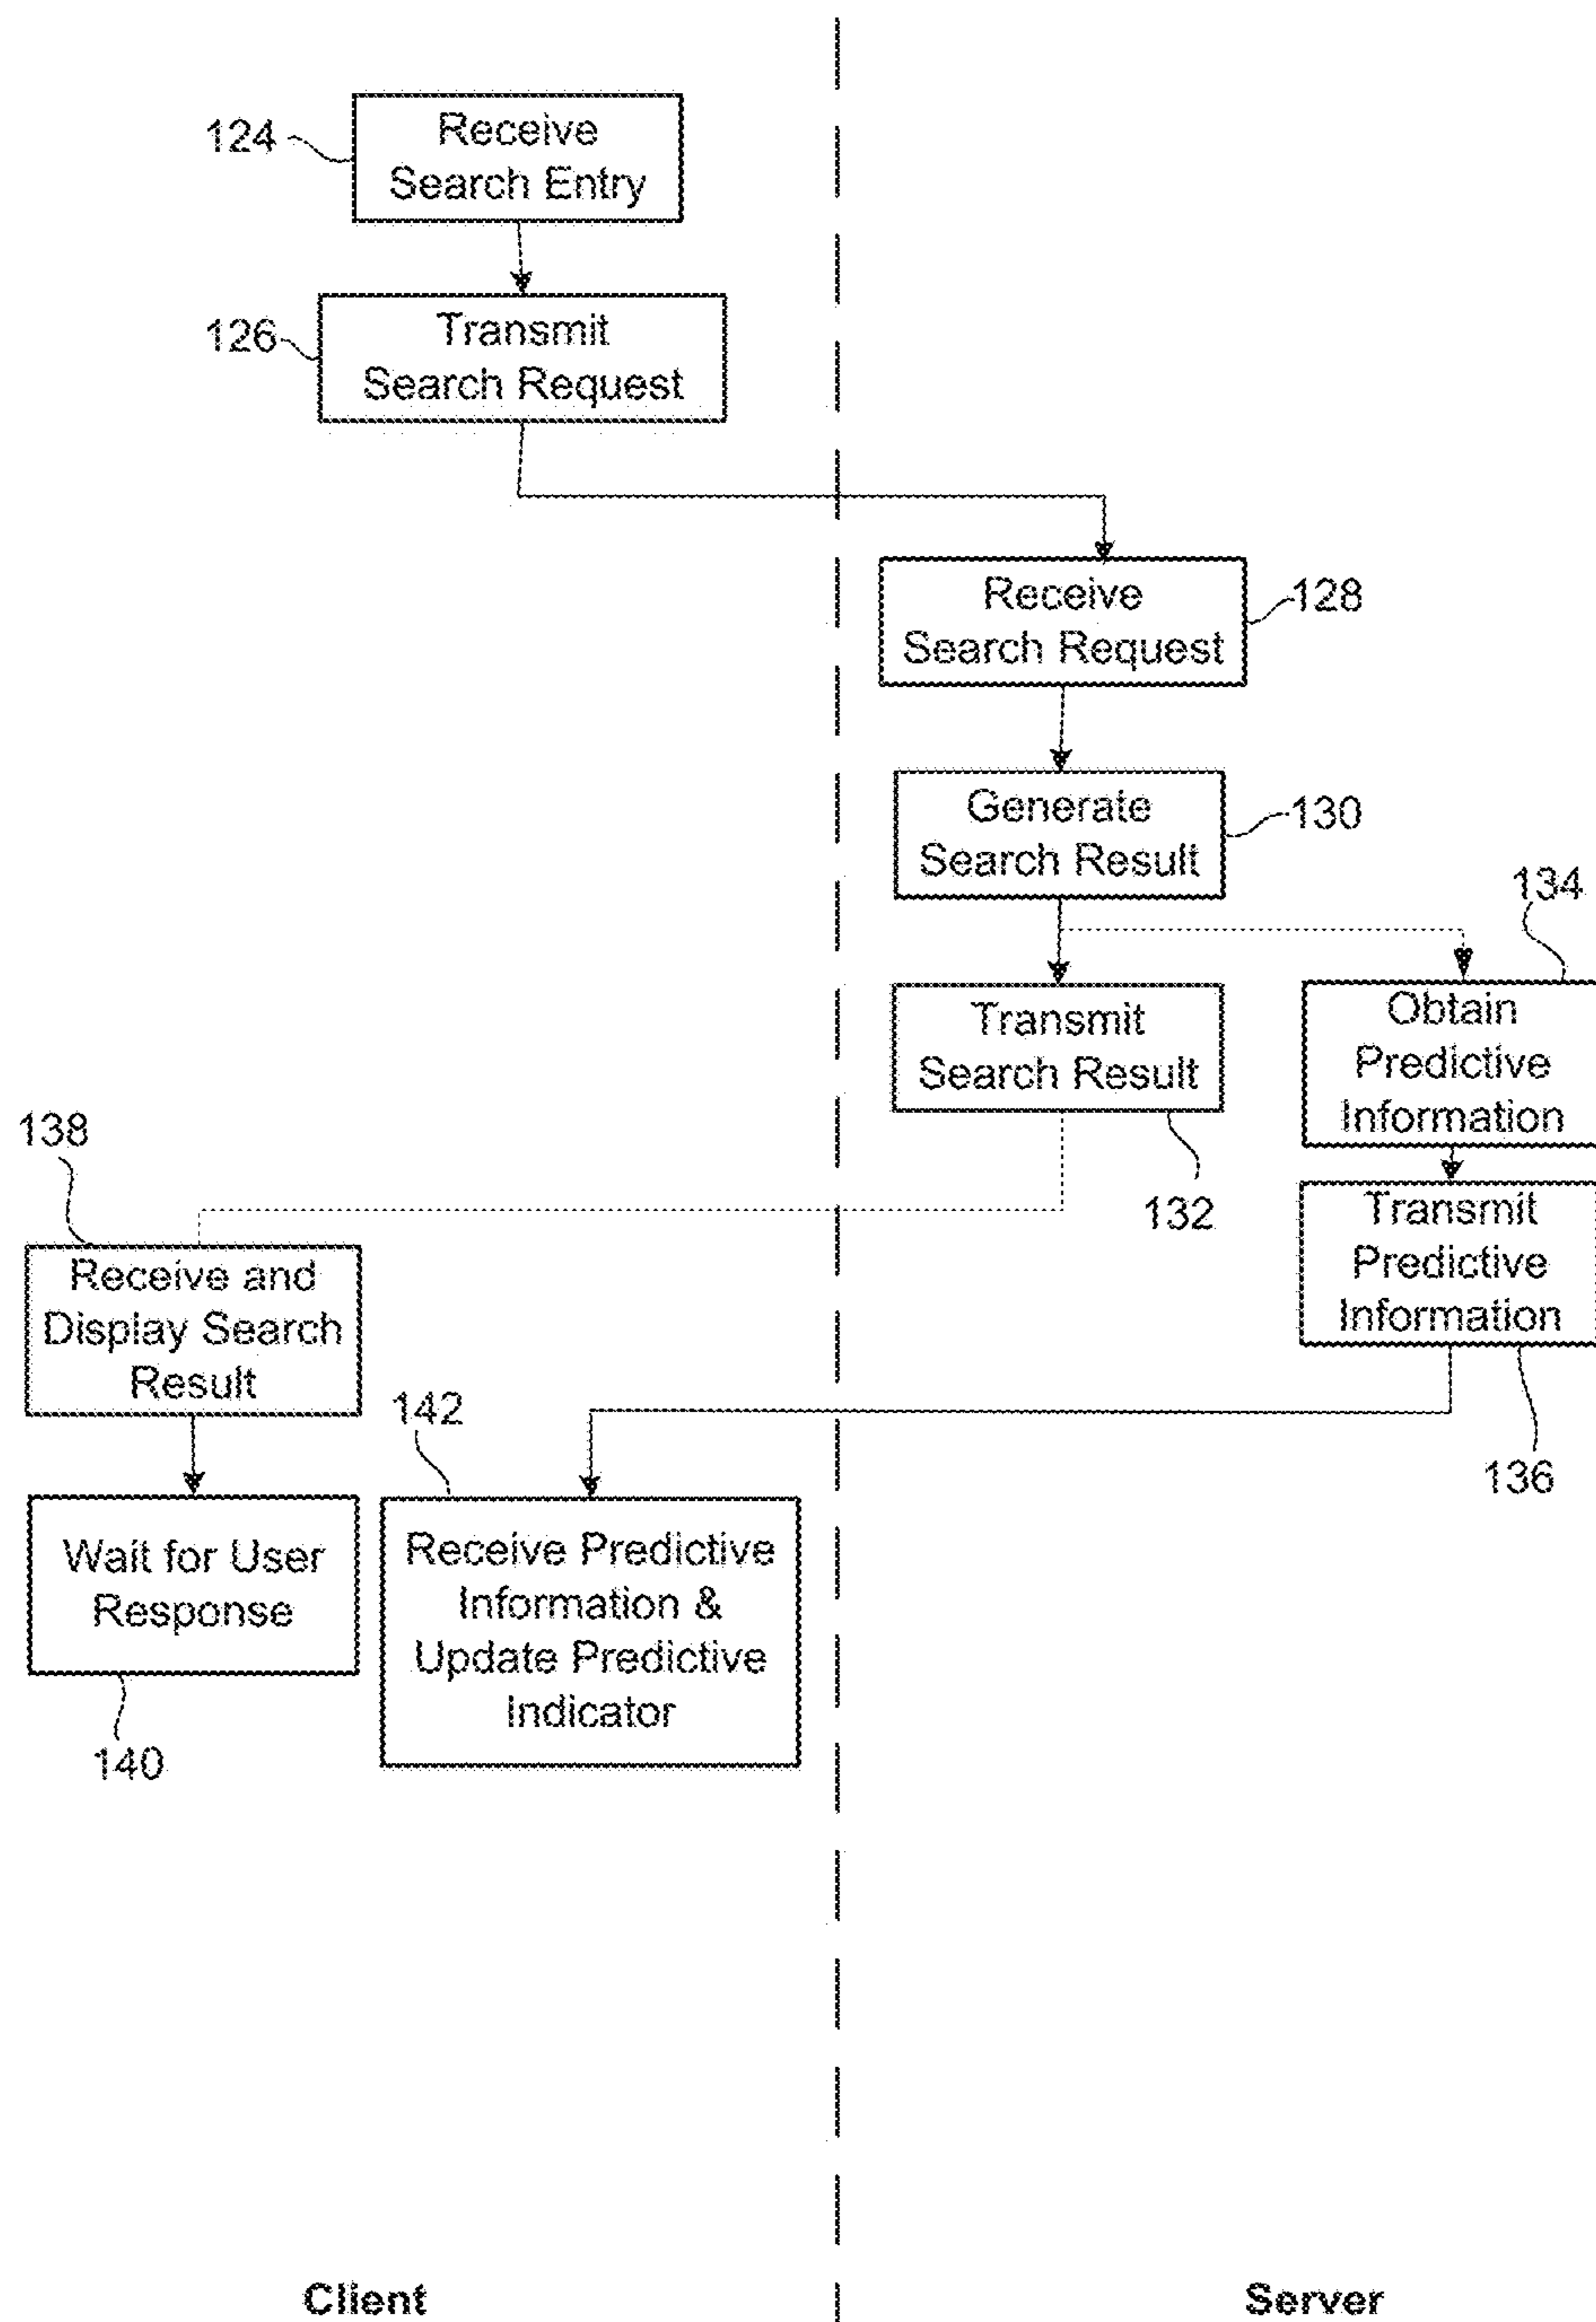 124
Receive
Search Entry
126
Transmit
Search Request
Receive
Search Request
128
Generate
Search Result
130
134
Transmit
Search Result
132
Obtain
Predictive
Information
Transmit
Predictive
Information
136
138
Receive and
Display Search
Result
142
Wait for User
Response
140
Receive Predictive
Information &
Update Predictive
Indicator
Client
Server